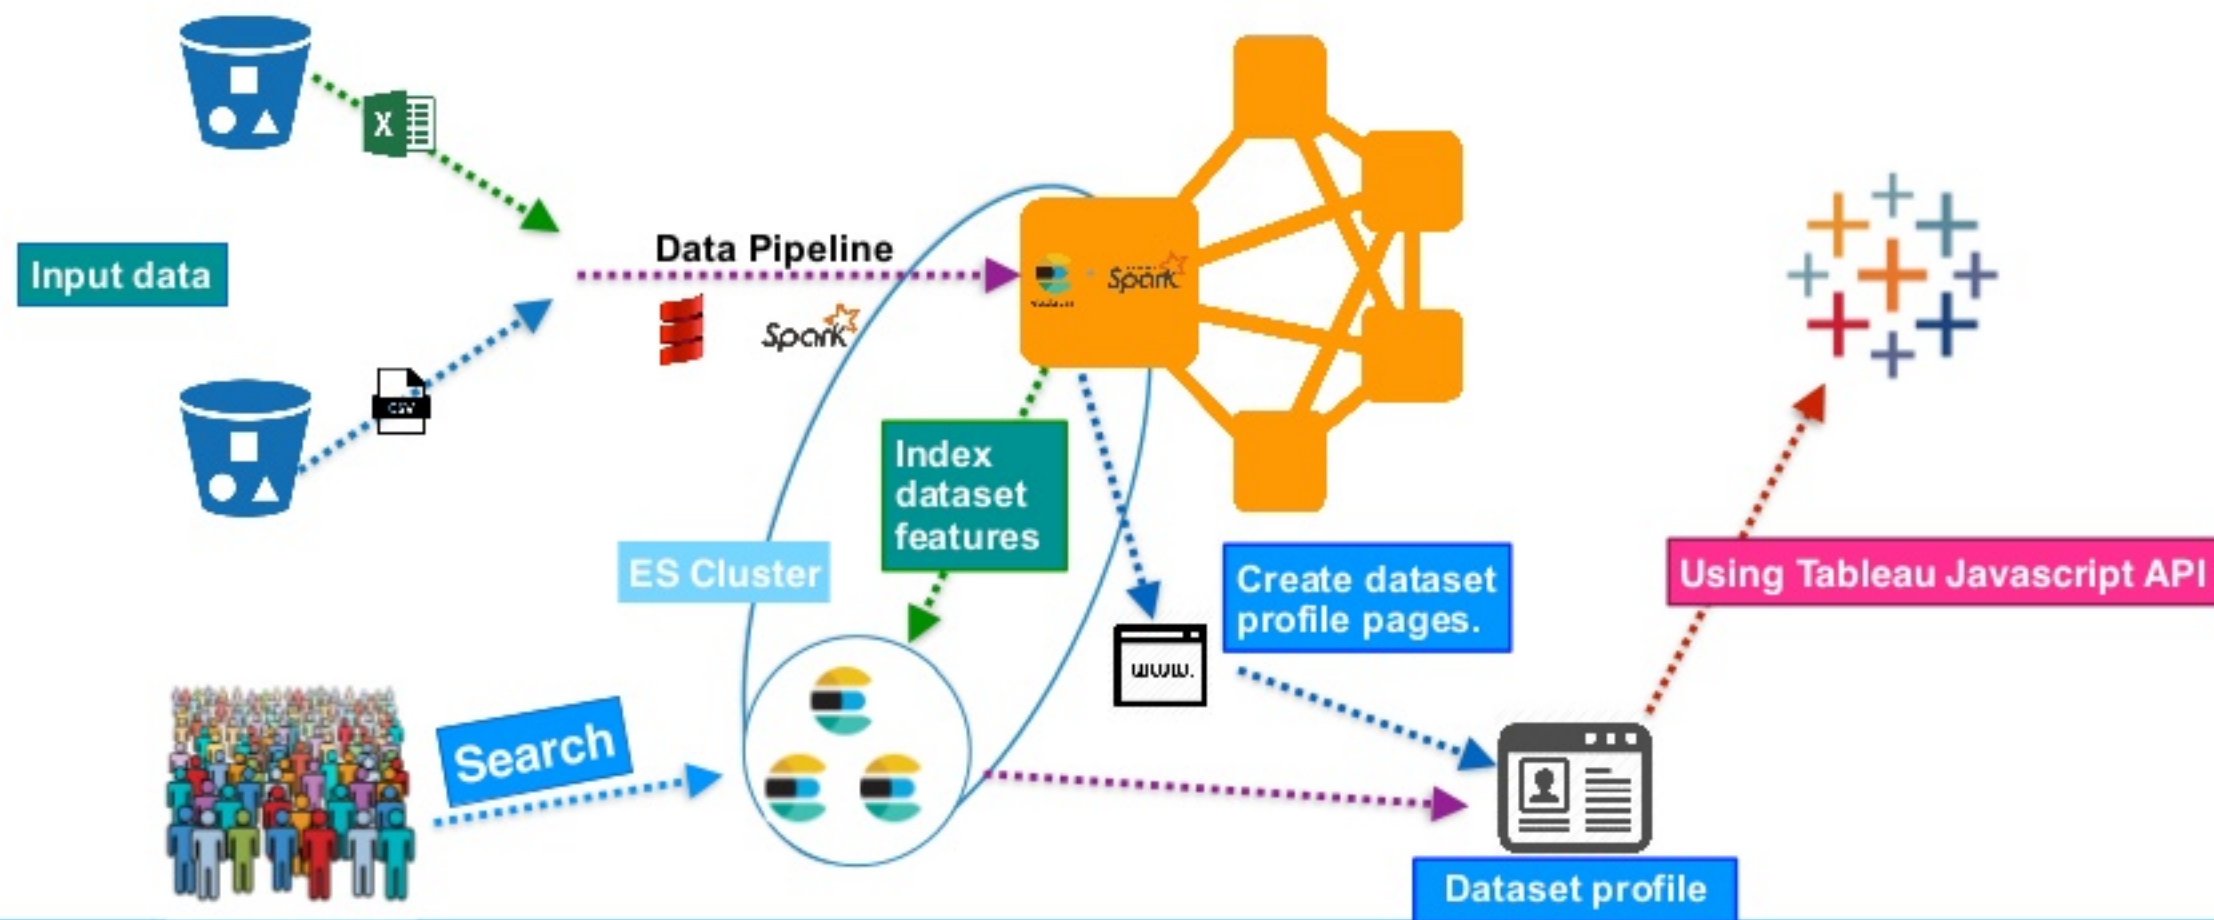 X
Input data
Data Pipeline
Spark
Spark
CSV
Index
dataset
features
ES Cluster
Create dataset
profile pages.
Using Tableau Javascript API
www.
Search
Dataset profile